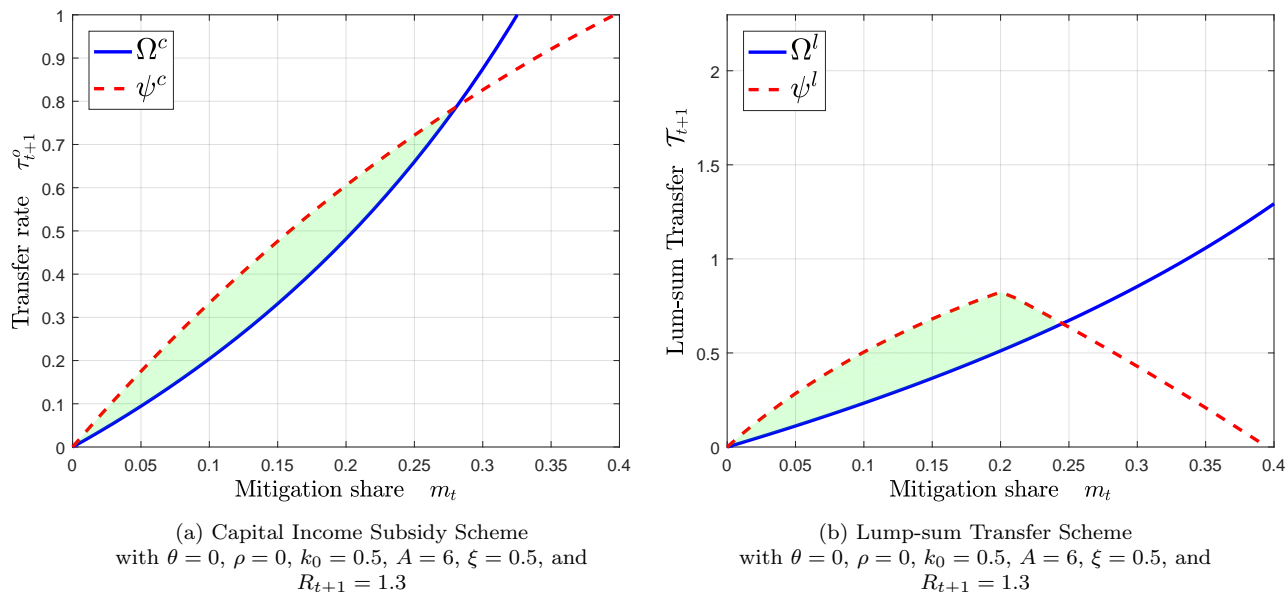 1
0.9
0.8
0.7
0.6
0.5
0.4
0.3
0.2
0.1
0
Transfer rate τ^o_{t+1}
Ω^c
ψ^c
0 0.05 0.1 0.15 0.2 0.25 0.3 0.35 0.4
Mitigation share m_t
(a) Capital Income Subsidy Scheme
with θ = 0, ρ = 0, k_0 = 0.5, A = 6, ξ = 0.5, and
R_{t+1} = 1.3
2
1.5
1
0.5
0
Lum-sum Transfer 𝒯_{t+1}
Ω^l
ψ^l
0 0.05 0.1 0.15 0.2 0.25 0.3 0.35 0.4
Mitigation share m_t
(b) Lump-sum Transfer Scheme
with θ = 0, ρ = 0, k_0 = 0.5, A = 6, ξ = 0.5, and
R_{t+1} = 1.3